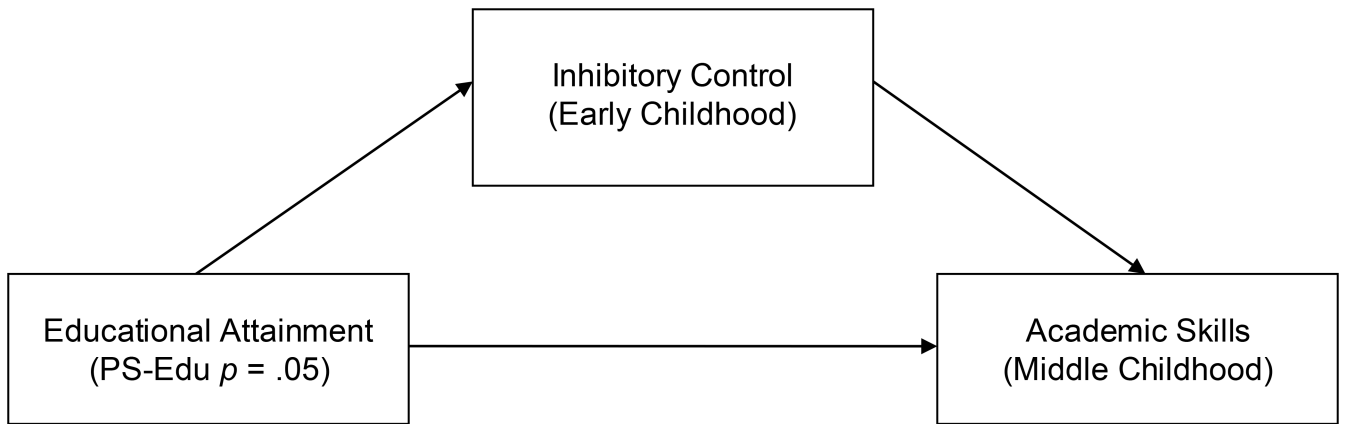 Inhibitory Control
(Early Childhood)
Educational Attainment
(PS-Edu p = .05)
Academic Skills
(Middle Childhood)